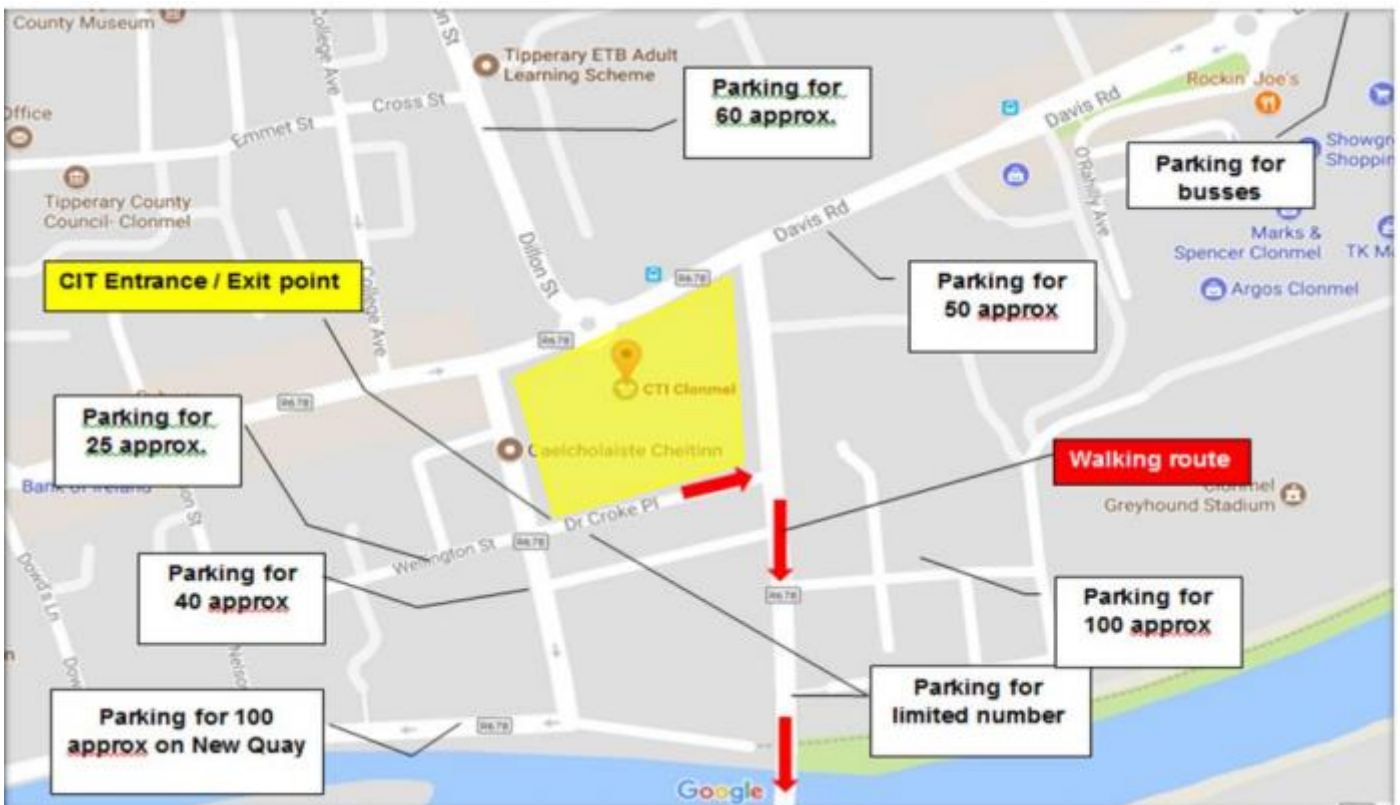 County Museum
College Ave
Tipperary ETB Adult
Learning Scheme
Parking for
60 approx.
Rockin' Joe's
Office
Cross St
Emmet St
Davis Rd
Parking for
busses
Tipperary County
Council- Clonmel
Dillon St
Davis Rd
O'Rahilly Ave
Marks &
Spencer Clonmel
CIT Entrance / Exit point
R678
Parking for
50 approx
Argos Clonmel
College Ave
R678
CTI Clonmel
R678
Parking for
25 approx.
Gaelcholaiste Cheitinn
Walking route
Clonmel
Greyhound Stadium
Bank of Ireland
Dr Croke Pl
R678
Wellington St
Dowd's Ln
Parking for
40 approx
R678
Parking for
100 approx
Parking for 100
approx on New Quay
R678
Parking for
limited number
Google